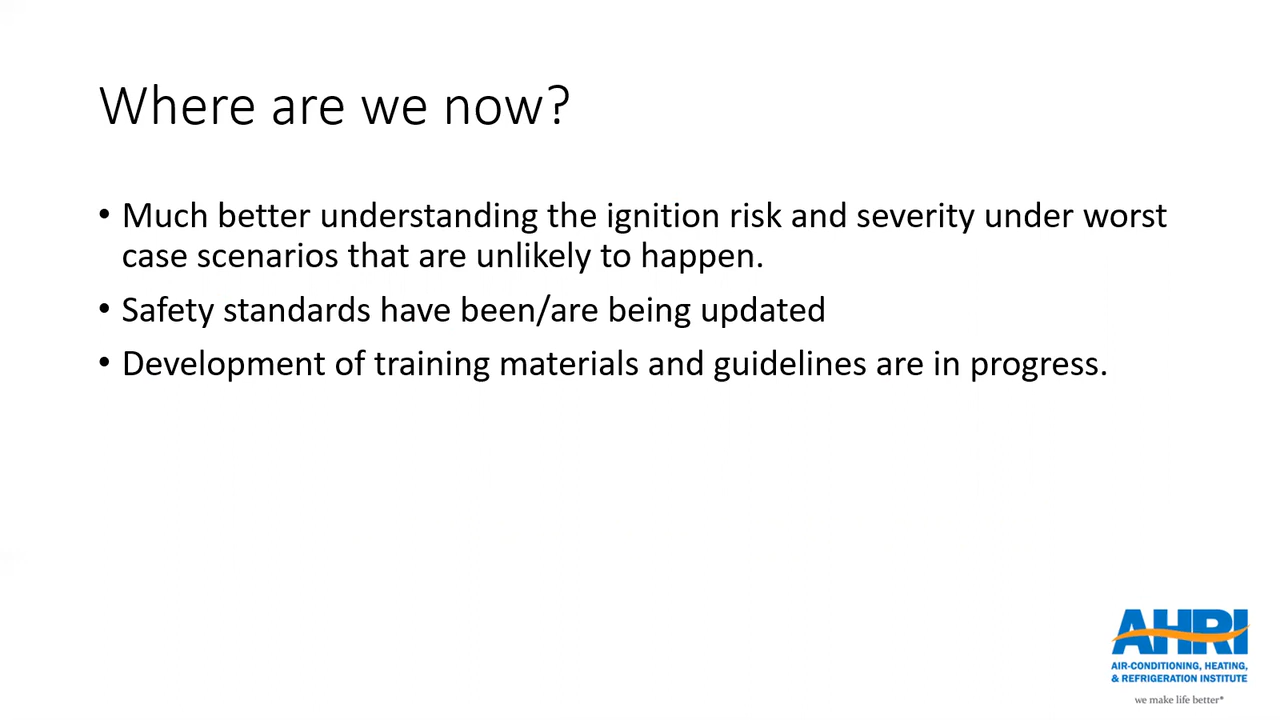 Where are we now?
• Much better understanding the ignition risk and severity under worst
case scenarios that are unlikely to happen.
• Safety standards have been/are being updated
• Development of training materials and guidelines are in progress.
AHRI
AIR-CONDITIONING, HEATING,
& REFRIGERATION INSTITUTE
we make life better*